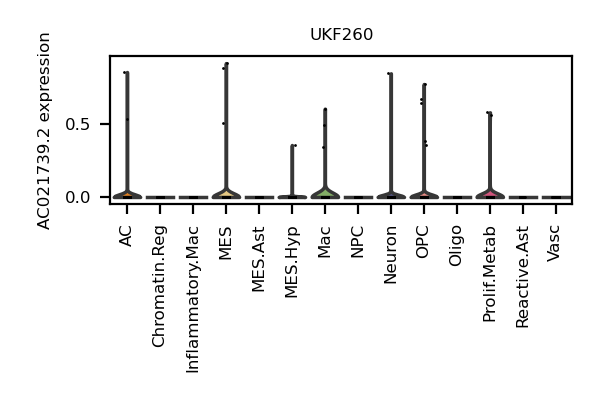 UKF260
AC021739.2 expression
0.5
0.0
AC
Chromatin.Reg
Inflammatory.Mac
MES
MES.Ast
MES.Hyp
Mac
NPC
Neuron
OPC
Oligo
Prolif.Metab
Reactive.Ast
Vasc